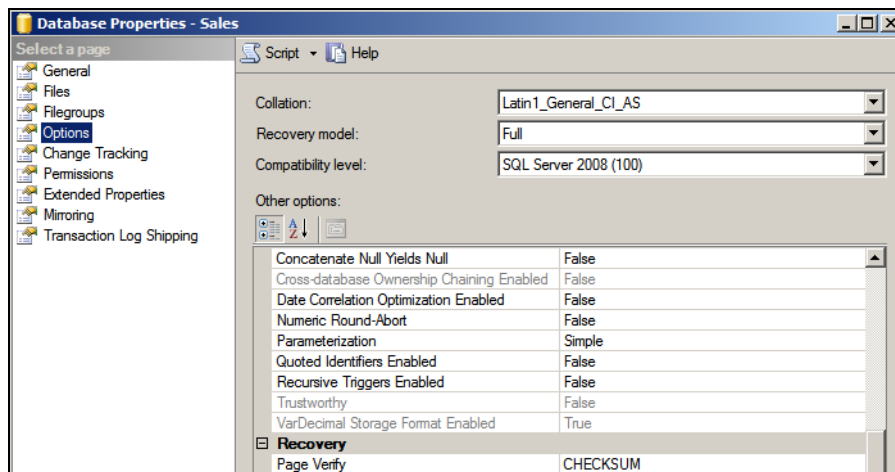 Database Properties - Sales
Select a page
General
Files
Filegroups
Options
Change Tracking
Permissions
Extended Properties
Mirroring
Transaction Log Shipping
Script Help
Collation: Latin1_General_CI_AS
Recovery model: Full
Compatibility level: SQL Server 2008 (100)
Other options:
Concatenate Null Yields Null False
Cross-database Ownership Chaining Enabled False
Date Correlation Optimization Enabled False
Numeric Round-Abort False
Parameterization Simple
Quoted Identifiers Enabled False
Recursive Triggers Enabled False
Trustworthy False
VarDecimal Storage Format Enabled True
Recovery
Page Verify CHECKSUM